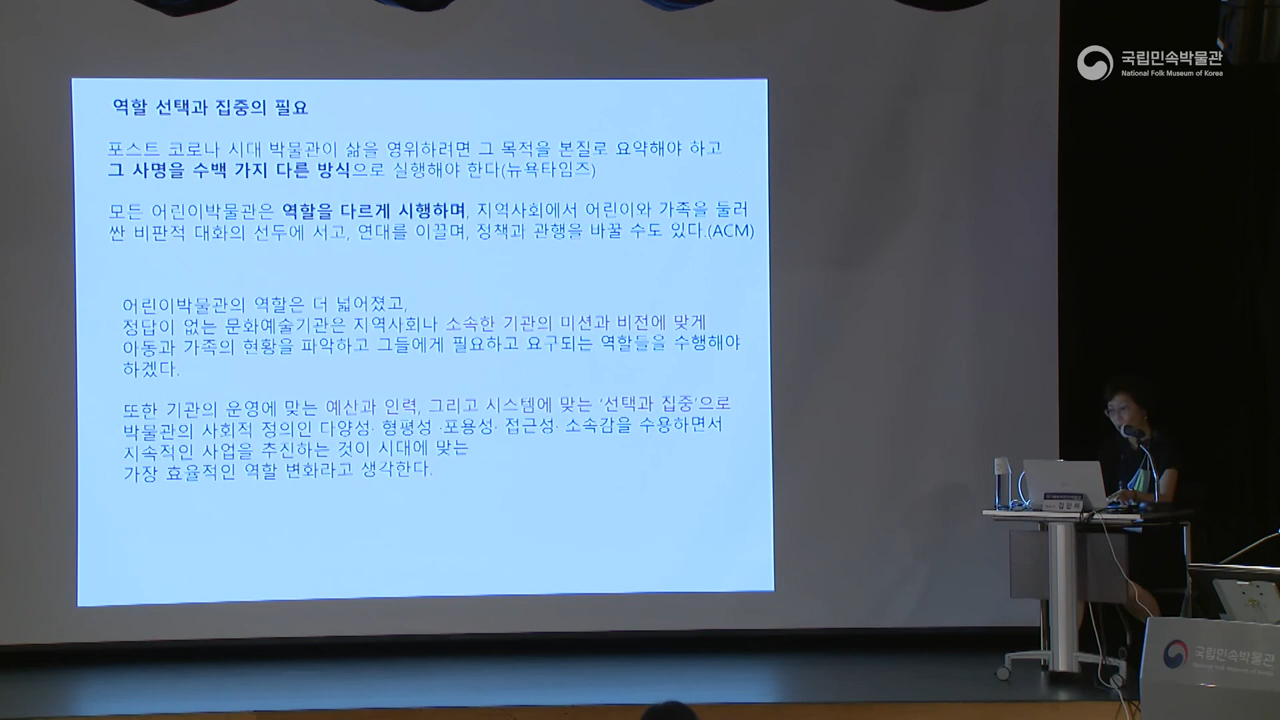 역할 선택과 집중의 필요
포스트 코로나 시대 박물관이 삶을 영위하려면 그 목적을 본질로 요약해야 하고
그 사명을 수백 가지 다른 방식으로 실행해야 한다(뉴욕타임즈)
모든 어린이박물관은 역할을 다르게 시행하며, 지역사회에서 어린이와 가족을 둘러
싼 비판적 대화의 선두에 서고, 연대를 이끌며, 정책과 관행을 바꿀 수도 있다.(ACM)
어린이박물관의 역할은 더 넓어졌고,
정답이 없는 문화예술기관은 지역사회나 소속한 기관의 미션과 비전에 맞게
아동과 가족의 현황을 파악하고 그들에게 필요하고 요구되는 역할들을 수행해야
하겠다.
또한 기관의 운영에 맞는 예산과 인력, 그리고 시스템에 맞는 '선택과 집중'으로
박물관의 사회적 정의인 다양성· 형평성 ·포용성· 접근성· 소속감을 수용하면서
지속적인 사업을 추진하는 것이 시대에 맞는
가장 효율적인 역할 변화라고 생각한다.
국립민속박물관
National Folk Museum of Korea
국립민속박물관
National Folk Museum of Korea